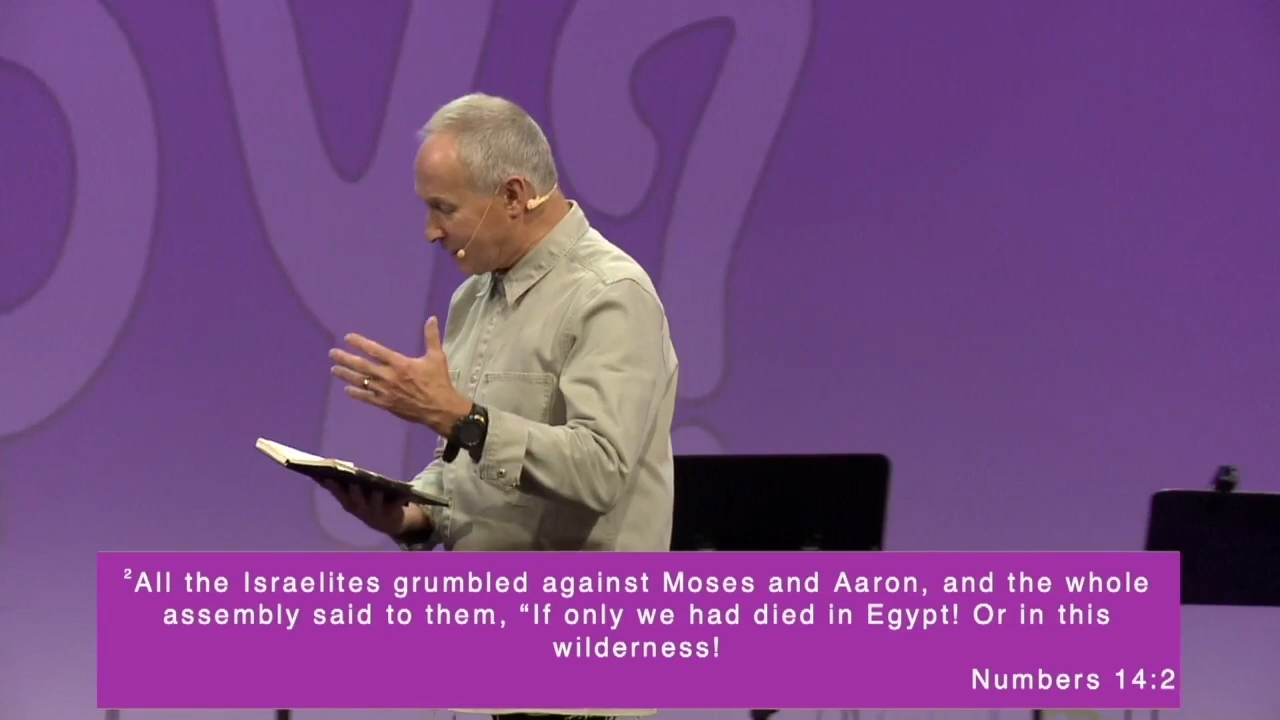 oy?
²All the Israelites grumbled against Moses and Aaron, and the whole
assembly said to them, “If only we had died in Egypt! Or in this
wilderness!
Numbers 14:2